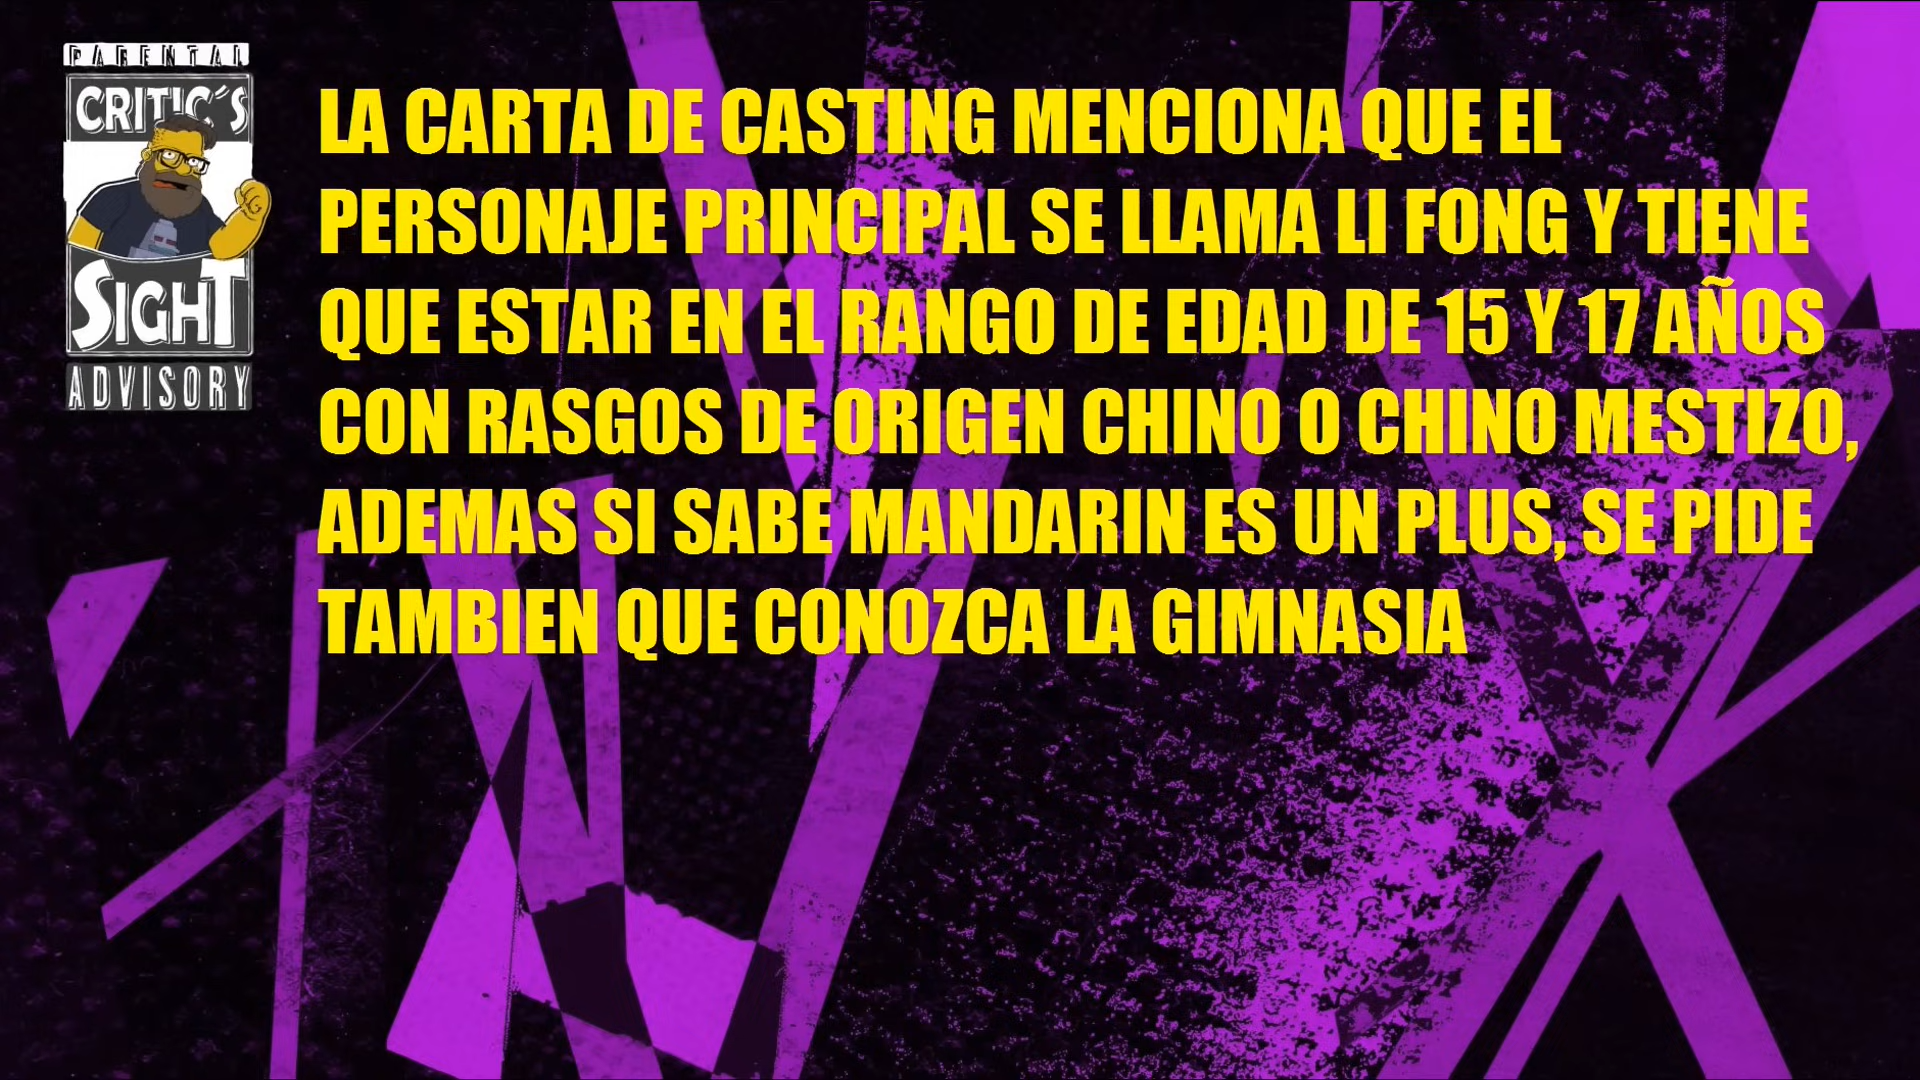 PARENTAL
CRITIC´S
SIGHT
ADVISORY
LA CARTA DE CASTING MENCIONA QUE EL
PERSONAJE PRINCIPAL SE LLAMA LI FONG Y TIENE
QUE ESTAR EN EL RANGO DE EDAD DE 15 Y 17 AÑOS
CON RASGOS DE ORIGEN CHINO O CHINO MESTIZO,
ADEMAS SI SABE MANDARIN ES UN PLUS, SE PIDE
TAMBIEN QUE CONOZCA LA GIMNASIA